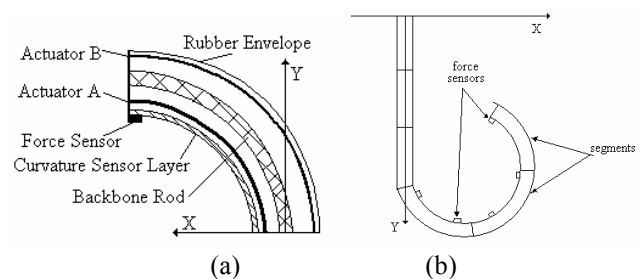 Actuator B
Rubber Envelope
Y
Actuator A
Force Sensor
Curvature Sensor Layer
Backbone Rod
X
(a)
X
force
sensors
segments
Y
(b)